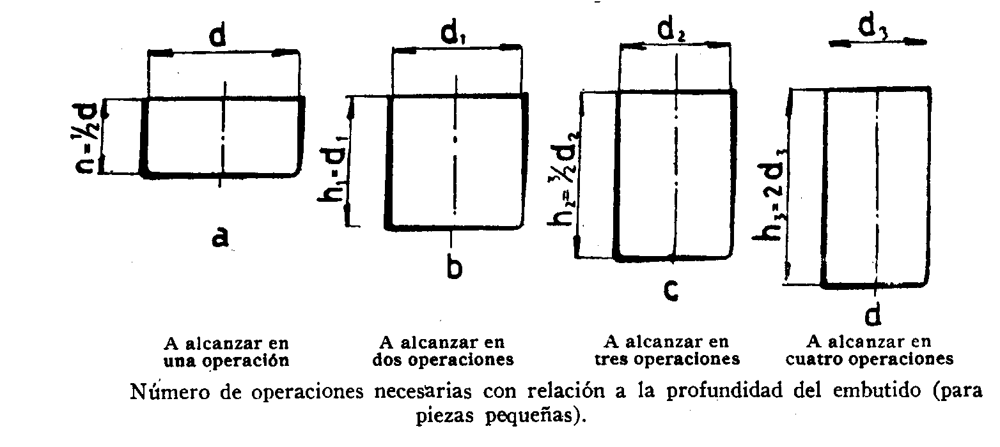 d d₁ d₂ d₃
h=½d h₁=d₁ h₂=³⁄₂d₂ h₃=2d₃
a b c d
A alcanzar en una operación
A alcanzar en dos operaciones
A alcanzar en tres operaciones
A alcanzar en cuatro operaciones
Número de operaciones necesarias con relación a la profundidad del embutido (para
piezas pequeñas).